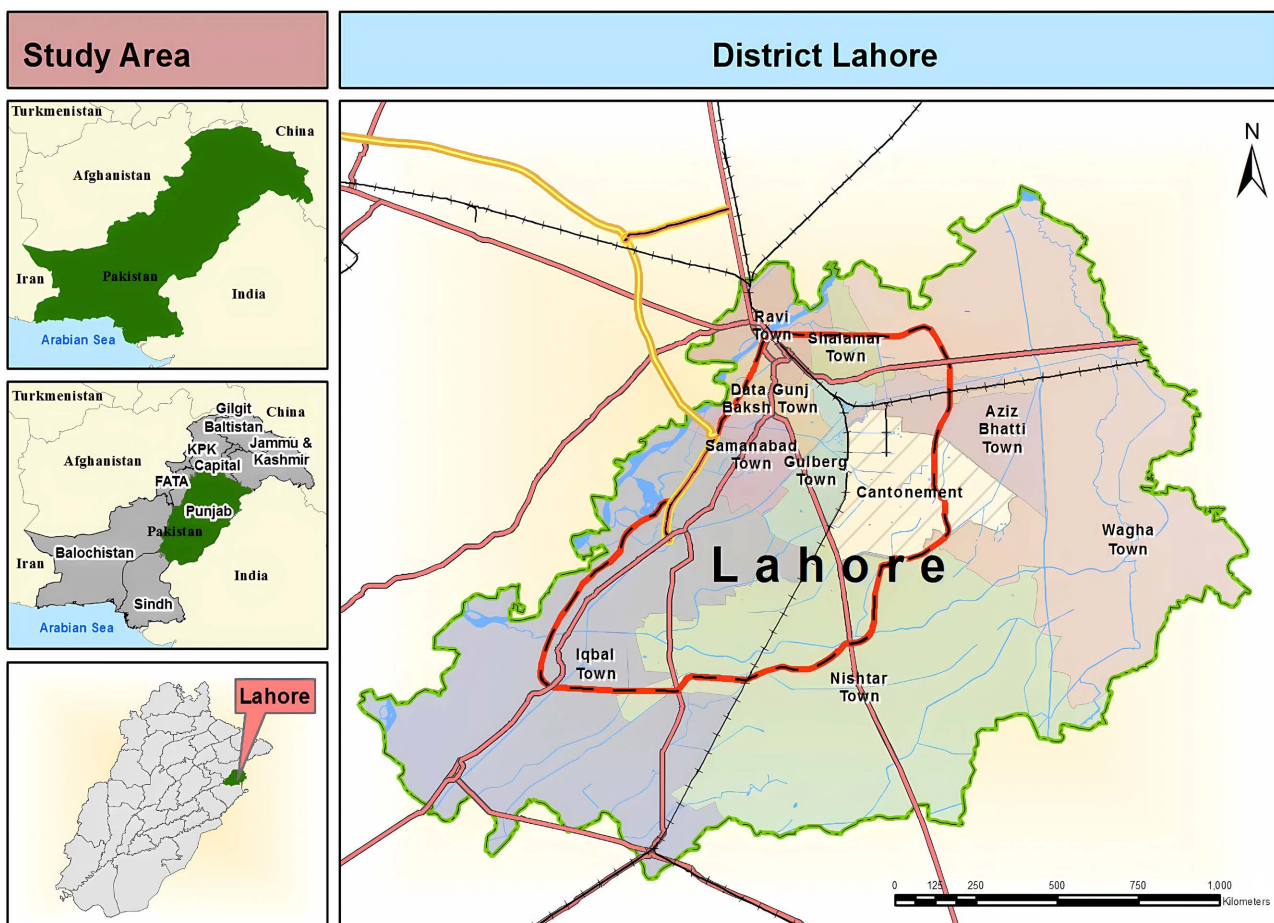 Study Area
District Lahore
Turkmenistan
China
Afghanistan
Iran
Pakistan
India
Arabian Sea
Turkmenistan
Gilgit
China
Baltistan
KPK
Jammu &
Afghanistan
Capital
Kashmir
FATA
Punjab
Pakistan
Balochistan
Iran
India
Sindh
Arabian Sea
Lahore
N
Ravi
Town
Shalamar
Town
Data Gunj
Baksh Town
Aziz
Bhatti
Town
Samanabad
Town
Gulberg
Town
Cantonement
Wagha
Town
Lahore
Iqbal
Town
Nishtar
Town
0 125 250 500 750 1,000
Kilometers